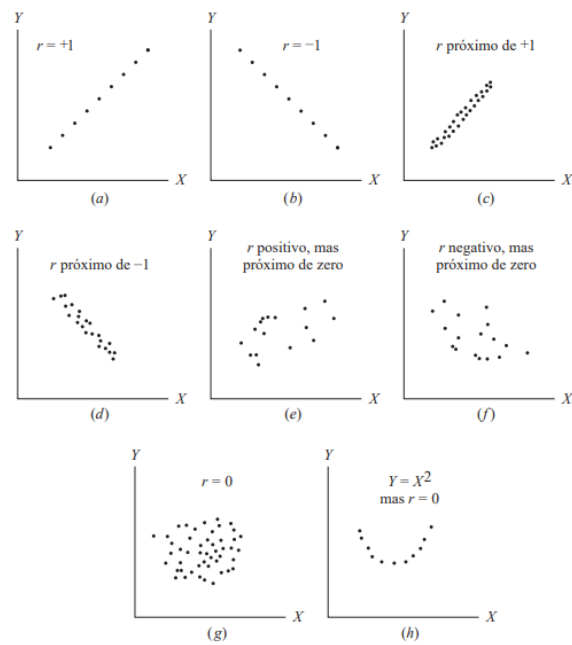 Y
r = +1
X
(a)
Y
r = −1
X
(b)
Y
r próximo de +1
X
(c)
Y
r próximo de −1
X
(d)
Y
r positivo, mas
próximo de zero
X
(e)
Y
r negativo, mas
próximo de zero
X
(f)
Y
r = 0
X
(g)
Y
Y = X²
mas r = 0
X
(h)